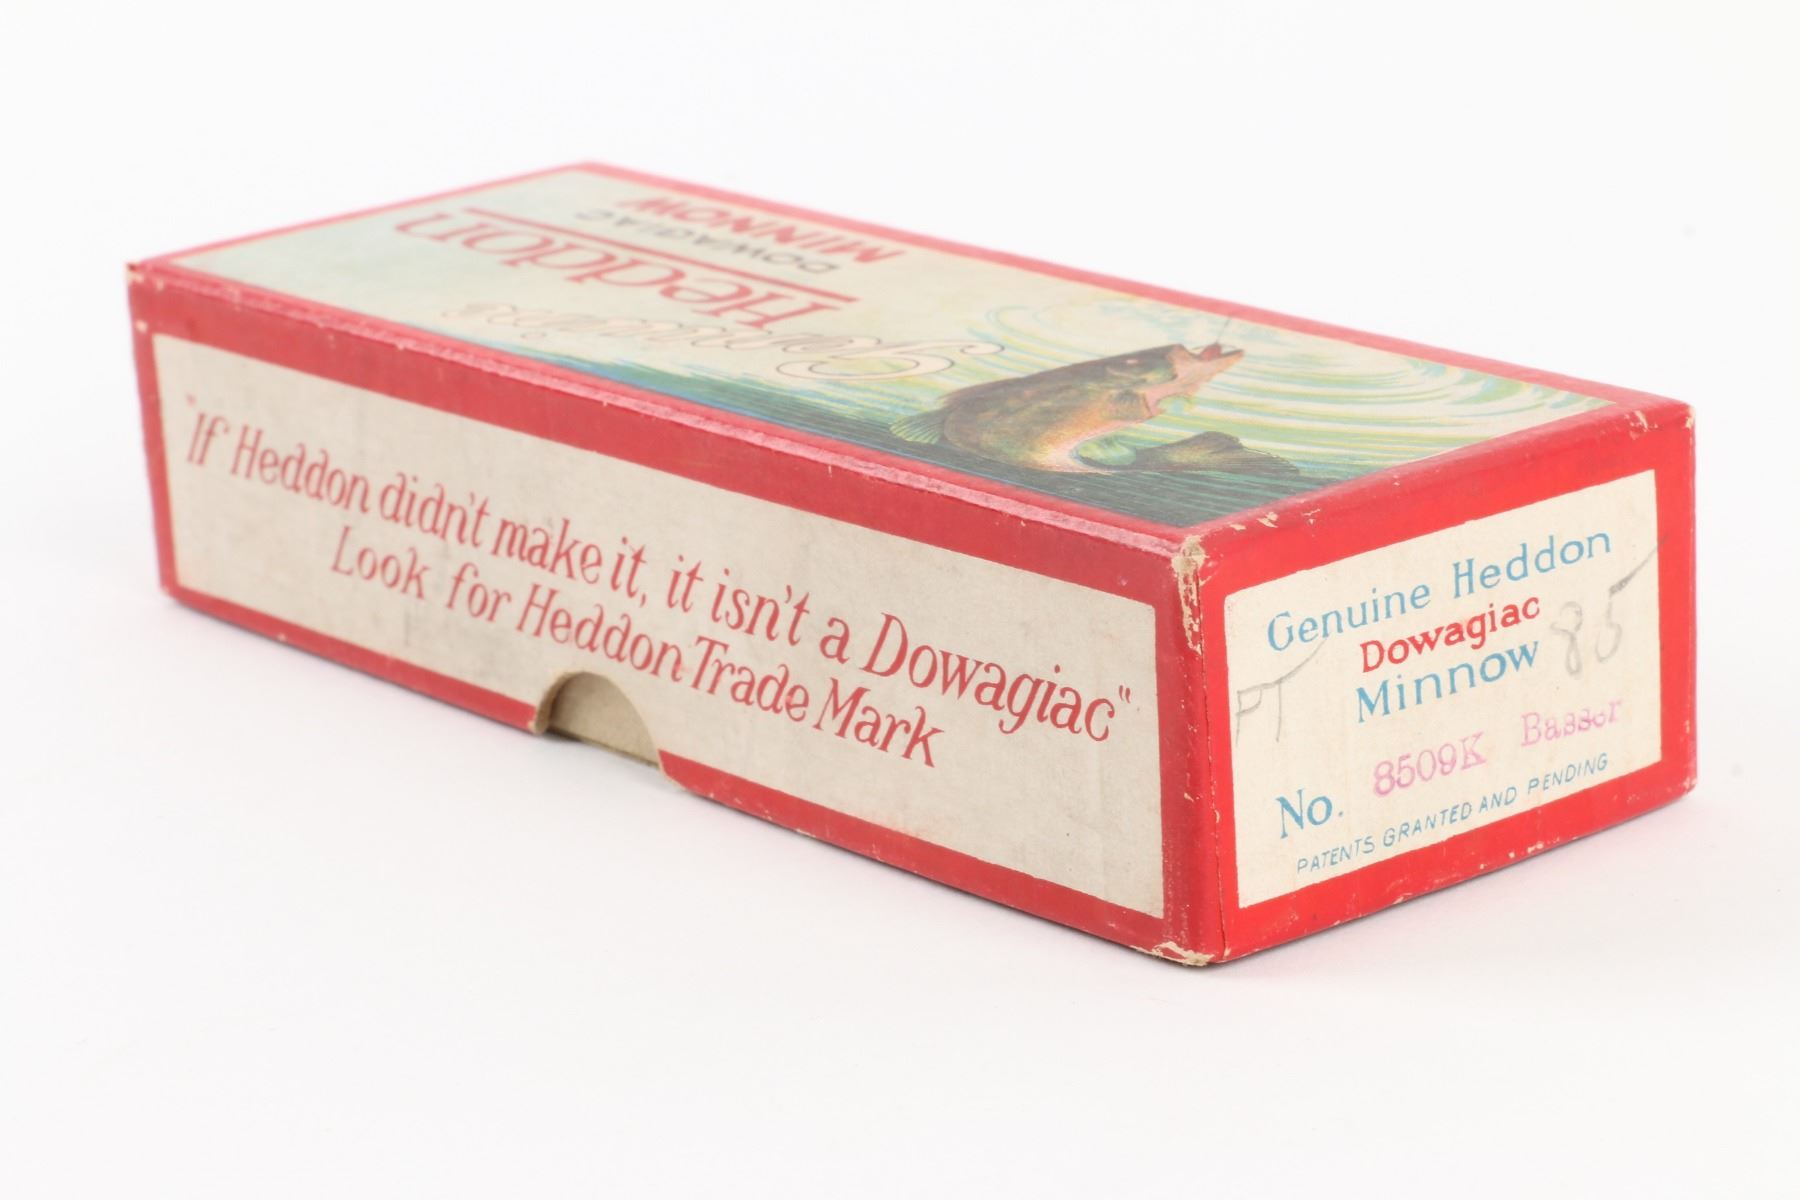 Genuine
Heddon
DOWAGIAC
MINNOW
"If Heddon didn't make it, it isn't a Dowagiac"
Look for Heddon Trade Mark
Genuine Heddon
Dowagiac
Minnow 85
PT
No. 8509K Basser
PATENTS GRANTED AND PENDING